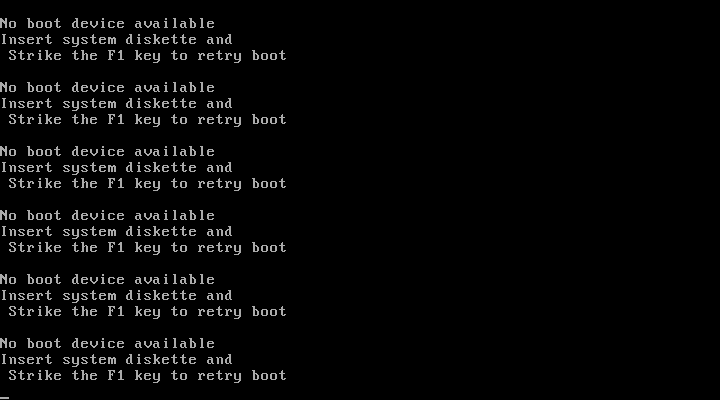 No boot device available
Insert system diskette and
 Strike the F1 key to retry boot

No boot device available
Insert system diskette and
 Strike the F1 key to retry boot

No boot device available
Insert system diskette and
 Strike the F1 key to retry boot

No boot device available
Insert system diskette and
 Strike the F1 key to retry boot

No boot device available
Insert system diskette and
 Strike the F1 key to retry boot

No boot device available
Insert system diskette and
 Strike the F1 key to retry boot